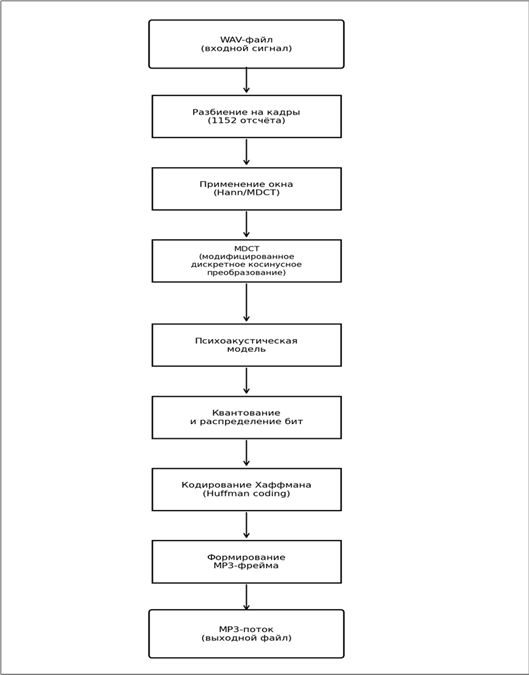 WAV-файл
(входной сигнал)
Разбиение на кадры
(1152 отсчёта)
Применение окна
(Hann/MDCT)
MDCT
(модифицированное
дискретное косинусное
преобразование)
Психоакустическая
модель
Квантование
и распределение бит
Кодирование Хаффмана
(Huffman coding)
Формирование
MP3-фрейма
MP3-поток
(выходной файл)